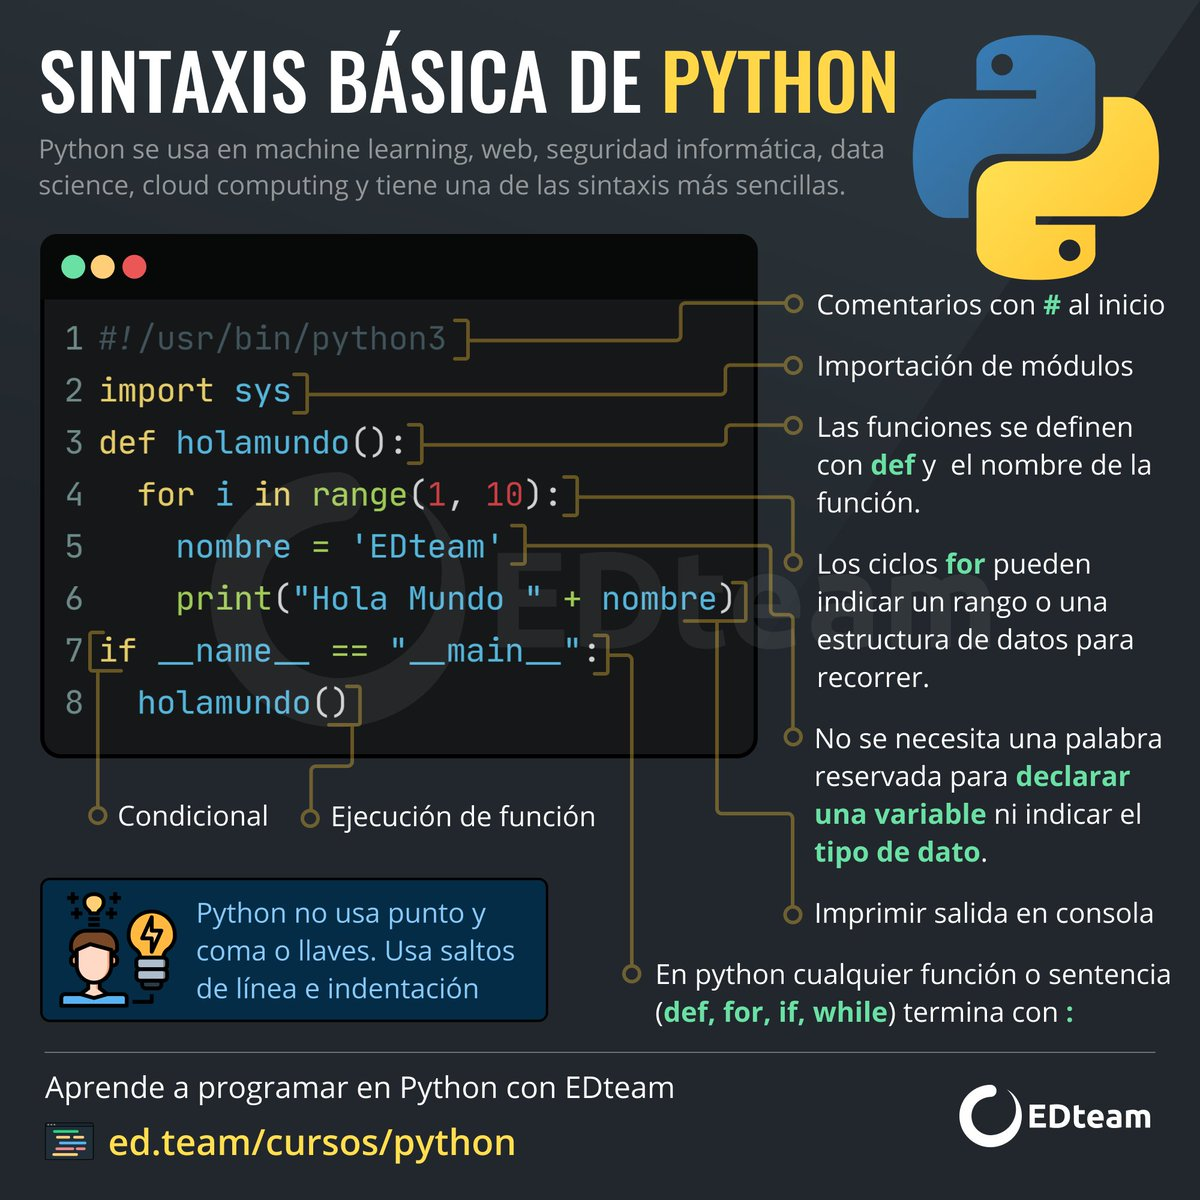 SINTAXIS BÁSICA DE PYTHON
Python se usa en machine learning, web, seguridad informática, data
science, cloud computing y tiene una de las sintaxis más sencillas.
1 #!/usr/bin/python3
2 import sys
3 def holamundo():
4   for i in range(1, 10):
5     nombre = 'EDteam'
6     print("Hola Mundo " + nombre)
7 if __name__ == "__main__":
8   holamundo()
EDteam
Comentarios con # al inicio
Importación de módulos
Las funciones se definen
con def y  el nombre de la
función.
Los ciclos for pueden
indicar un rango o una
estructura de datos para
recorrer.
No se necesita una palabra
reservada para declarar
una variable ni indicar el
tipo de dato.
Imprimir salida en consola
En python cualquier función o sentencia
(def, for, if, while) termina con :
Condicional
Ejecución de función
Python no usa punto y
coma o llaves. Usa saltos
de línea e indentación
Aprende a programar en Python con EDteam
ed.team/cursos/python
EDteam